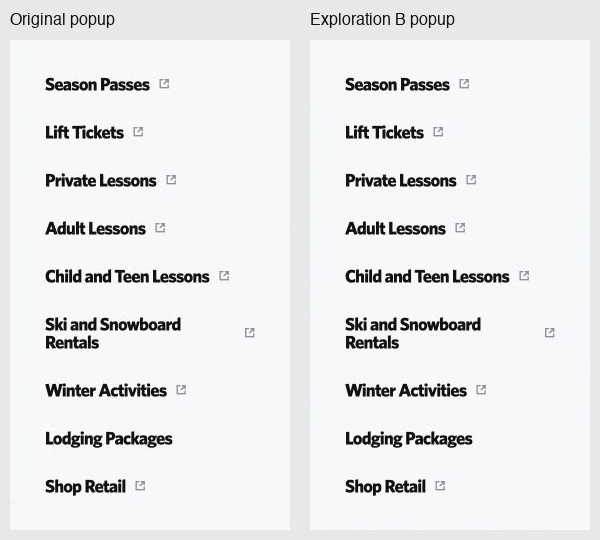 Original popup
Season Passes
Lift Tickets
Private Lessons
Adult Lessons
Child and Teen Lessons
Ski and Snowboard
Rentals
Winter Activities
Lodging Packages
Shop Retail
Exploration B popup
Season Passes
Lift Tickets
Private Lessons
Adult Lessons
Child and Teen Lessons
Ski and Snowboard
Rentals
Winter Activities
Lodging Packages
Shop Retail